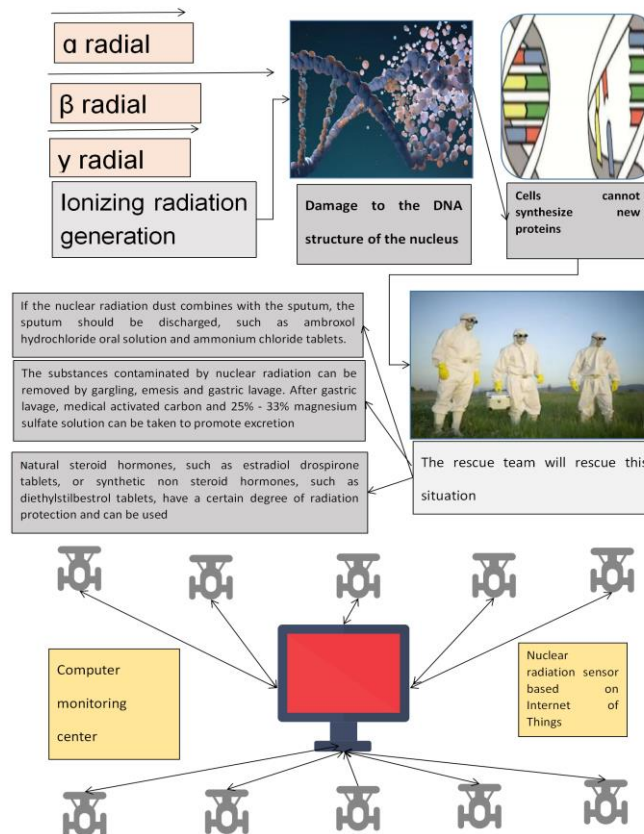 α radial
β radial
y radial
Ionizing radiation
generation
Damage to the DNA
structure of the nucleus
Cells cannot
synthesize new
proteins
If the nuclear radiation dust combines with the sputum, the
sputum should be discharged, such as ambroxol
hydrochloride oral solution and ammonium chloride tablets.
The substances contaminated by nuclear radiation can be
removed by gargling, emesis and gastric lavage. After gastric
lavage, medical activated carbon and 25% - 33% magnesium
sulfate solution can be taken to promote excretion
Natural steroid hormones, such as estradiol drospirone
tablets, or synthetic non steroid hormones, such as
diethylstilbestrol tablets, have a certain degree of radiation
protection and can be used
The rescue team will rescue this
situation
Computer
monitoring
center
Nuclear
radiation sensor
based on
Internet of
Things